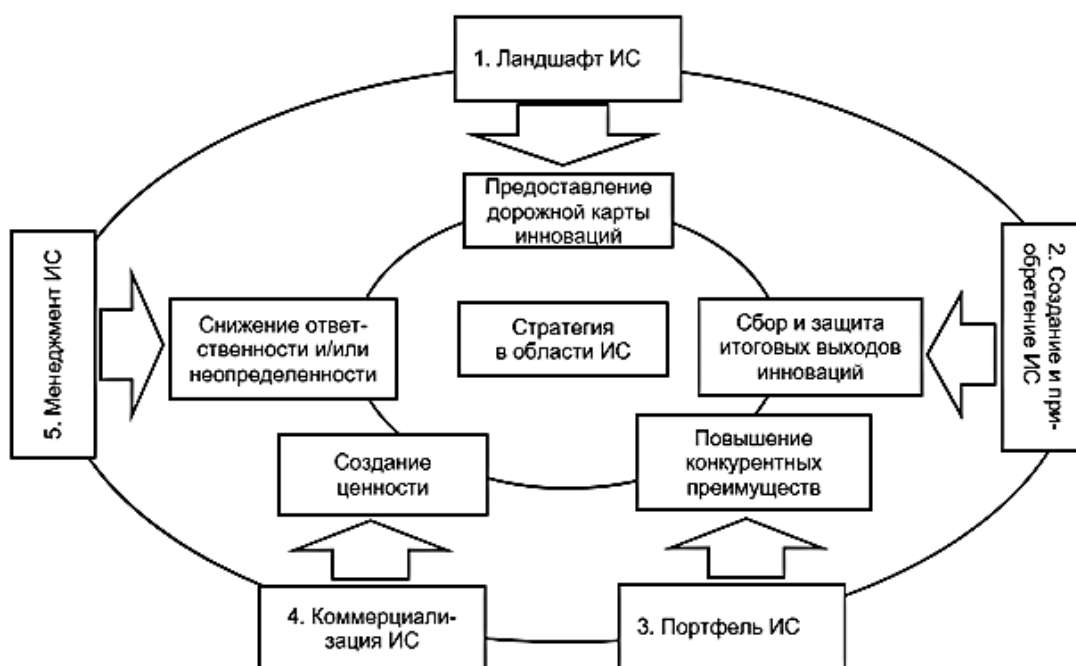 1. Ландшафт ИС
Предоставление
дорожной карты
инноваций
2. Создание и при-
обретение ИС
5. Менеджмент ИС
Снижение ответ-
ственности и/или
неопределенности
Стратегия
в области ИС
Сбор и защита
итоговых выходов
инноваций
Создание
ценности
Повышение
конкурентных
преимуществ
4. Коммерциали-
зация ИС
3. Портфель ИС